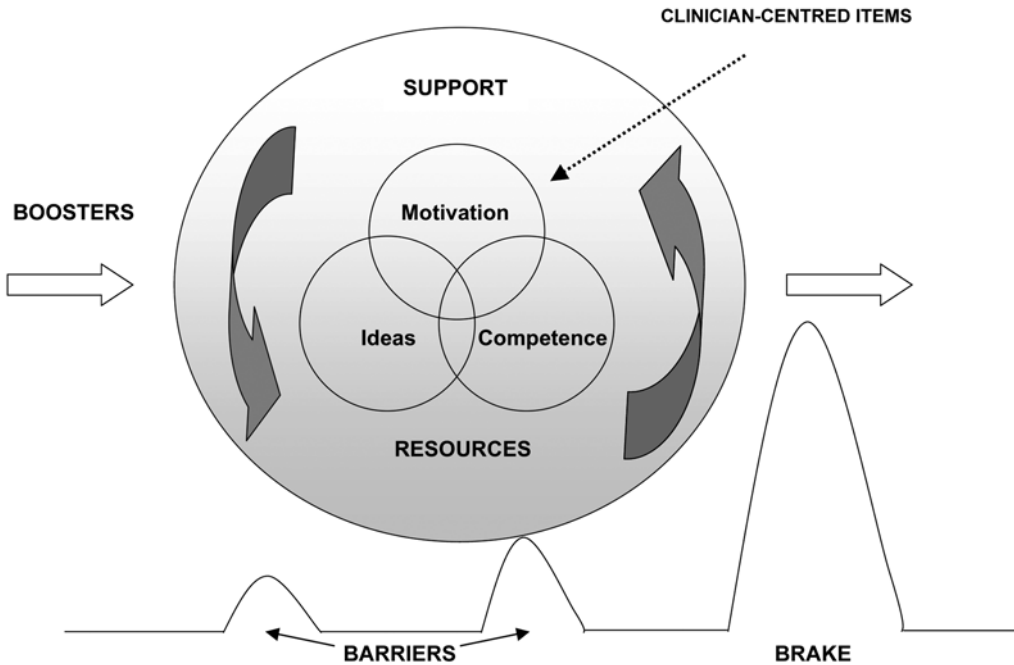 CLINICIAN-CENTRED ITEMS
SUPPORT
BOOSTERS
Motivation
Ideas
Competence
RESOURCES
BARRIERS
BRAKE